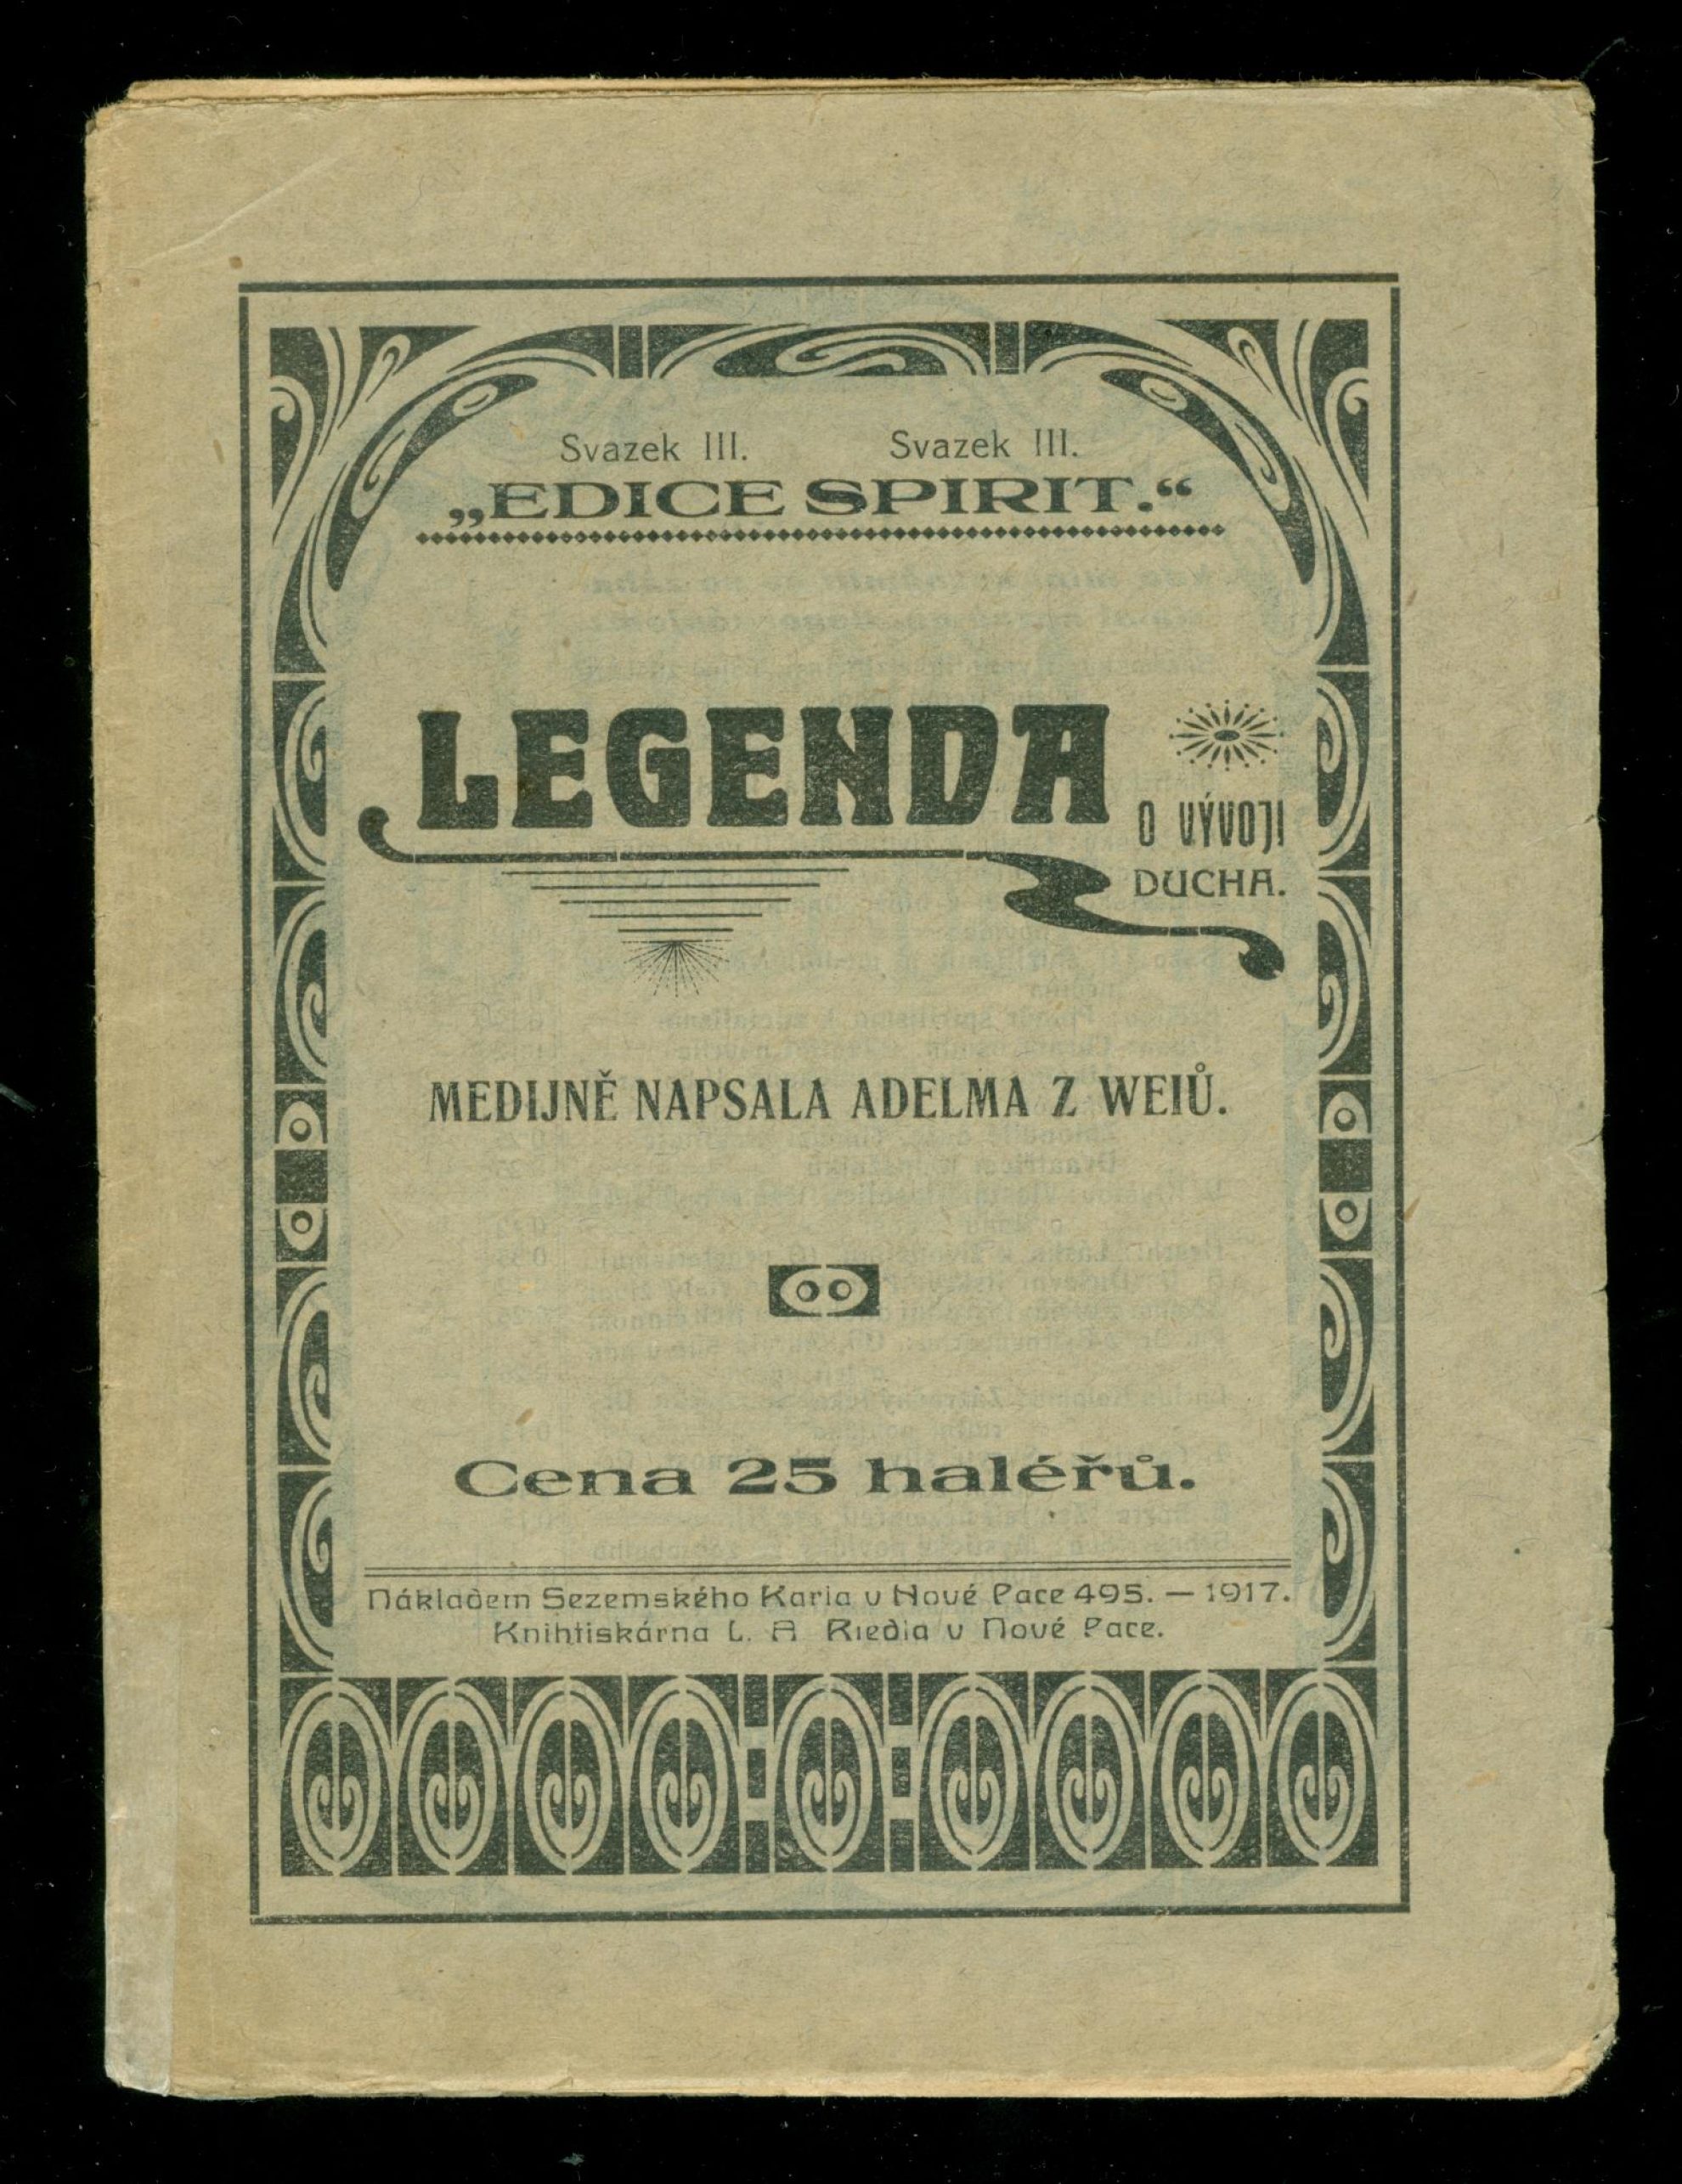 Svazek III. Svazek III.
„EDICE SPIRIT.“
LEGENDA
O VÝVOJI
DUCHA.
MEDIJNĚ NAPSALA ADELMA Z WEIŮ.
Cena 25 haléřů.
Nákladem Sezemského Karla v Nové Pace 495. — 1917.
Knihtiskárna L. A Riedla v Nové Pace.